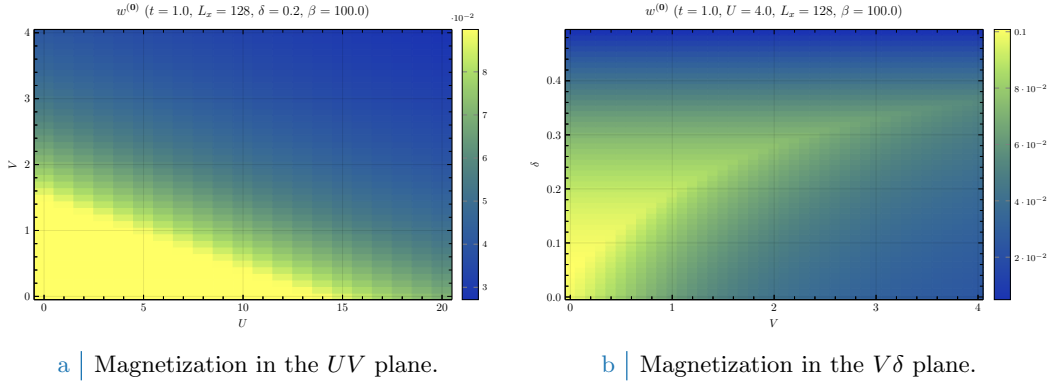 w^(0) (t = 1.0, L_x = 128, δ = 0.2, β = 100.0)
·10⁻²
4
3
2
1
0
V
0 5 10 15 20
U
8
7
6
5
4
3
a | Magnetization in the UV plane.
w^(0) (t = 1.0, U = 4.0, L_x = 128, β = 100.0)
0.4
0.3
0.2
0.1
0.0
δ
0 1 2 3 4
V
0.1
8 · 10⁻²
6 · 10⁻²
4 · 10⁻²
2 · 10⁻²
b | Magnetization in the Vδ plane.